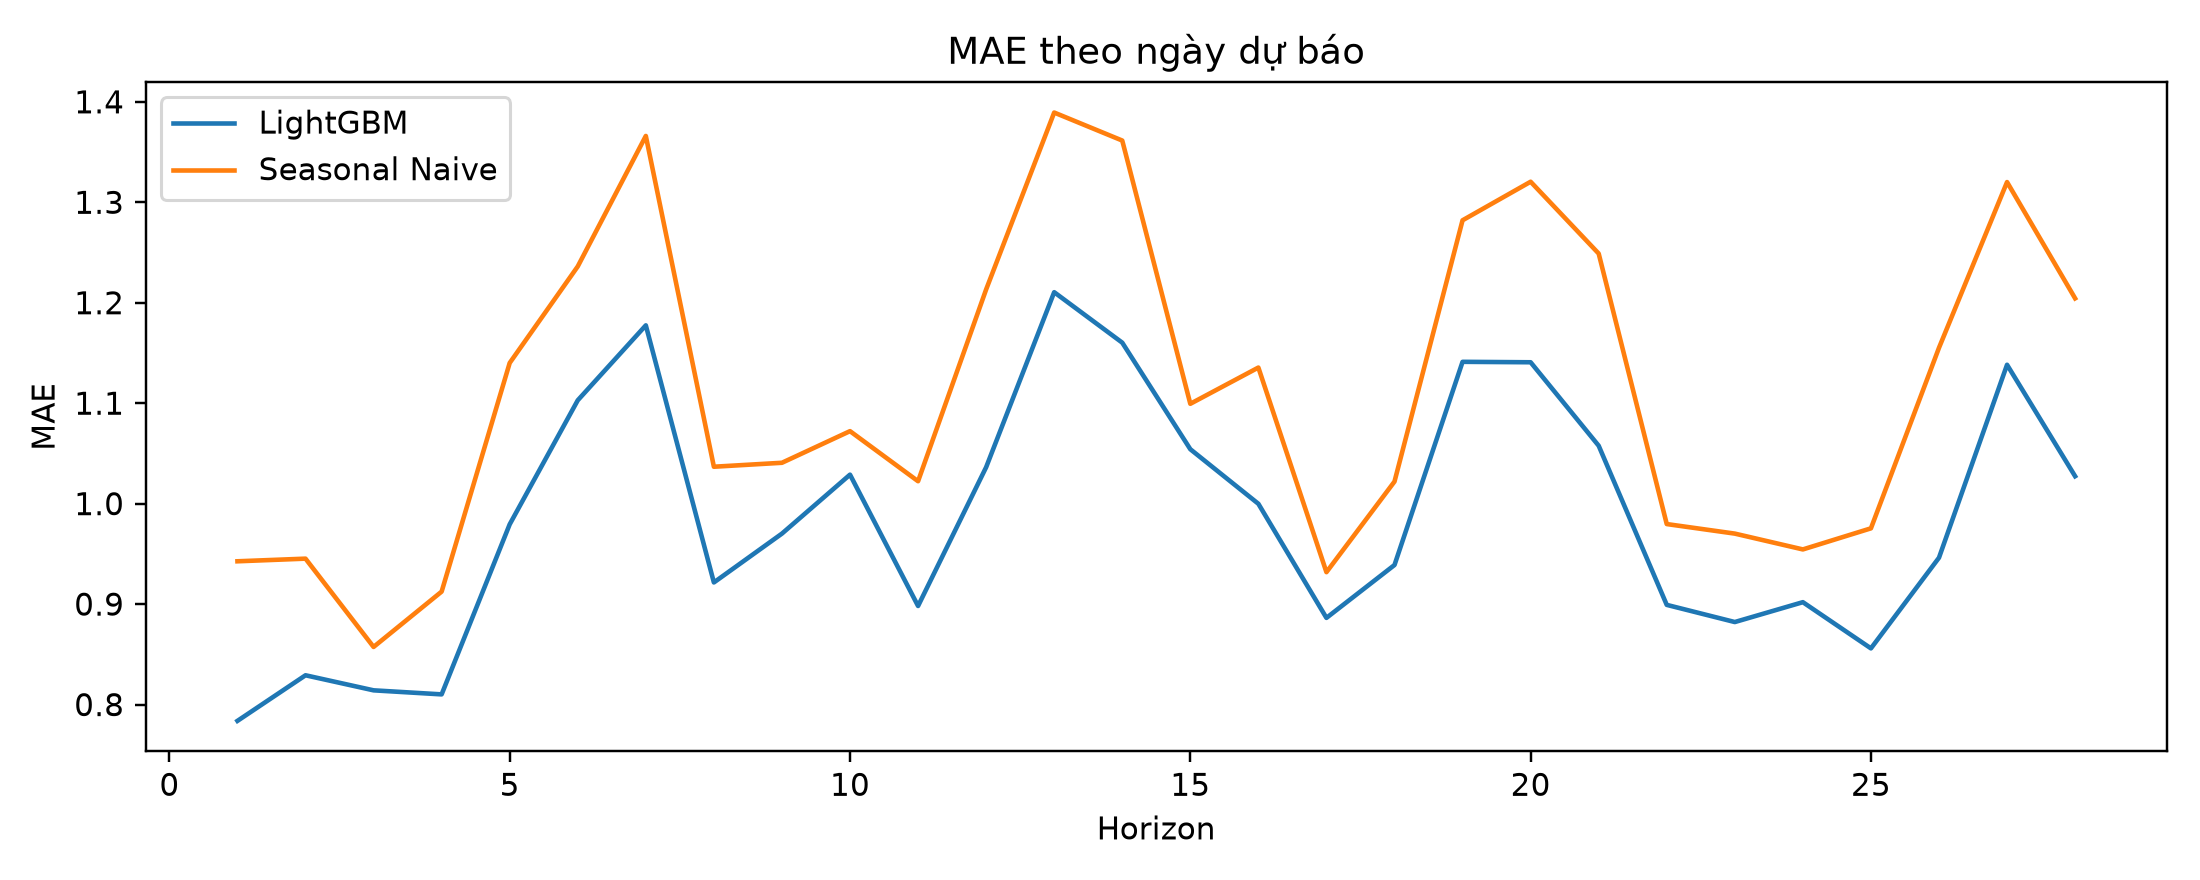 MAE theo ngày dự báo
LightGBM
Seasonal Naive
1.4
1.3
1.2
1.1
1.0
0.9
0.8
MAE
0 5 10 15 20 25
Horizon